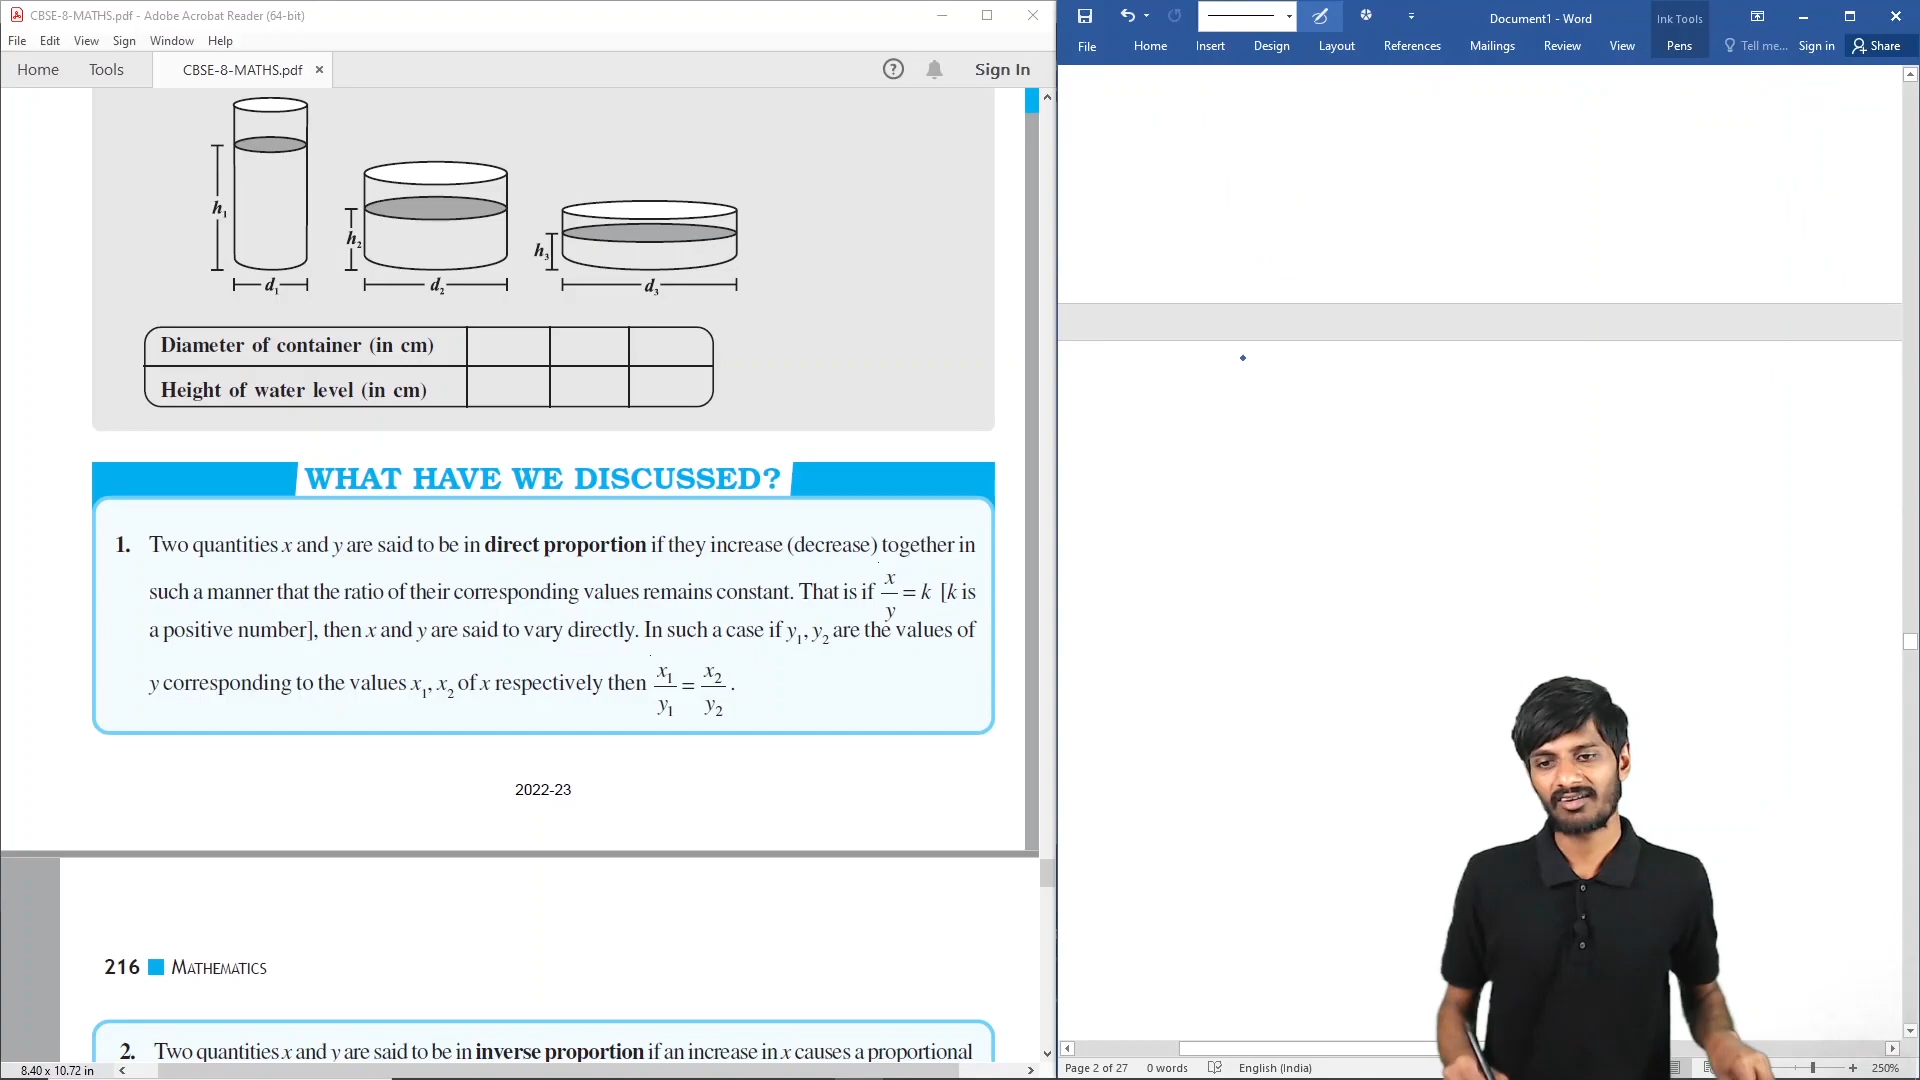 CBSE-8-MATHS.pdf - Adobe Acrobat Reader (64-bit)
File Edit View Sign Window Help
Home Tools CBSE-8-MATHS.pdf × Sign In
h1
h2
h3
d1
d2
d3
Diameter of container (in cm)
Height of water level (in cm)
WHAT HAVE WE DISCUSSED?
1. Two quantities x and y are said to be in direct proportion if they increase (decrease) together in
such a manner that the ratio of their corresponding values remains constant. That is if x/y = k [k is
a positive number], then x and y are said to vary directly. In such a case if y1, y2 are the values of
y corresponding to the values x1, x2 of x respectively then x1/y1 = x2/y2.
2022-23
216 MATHEMATICS
2. Two quantities x and y are said to be in inverse proportion if an increase in x causes a proportional
8.40 x 10.72 in
Document1 - Word
Ink Tools
File Home Insert Design Layout References Mailings Review View Pens Tell me... Sign in Share
Page 2 of 27 0 words English (India) 250%